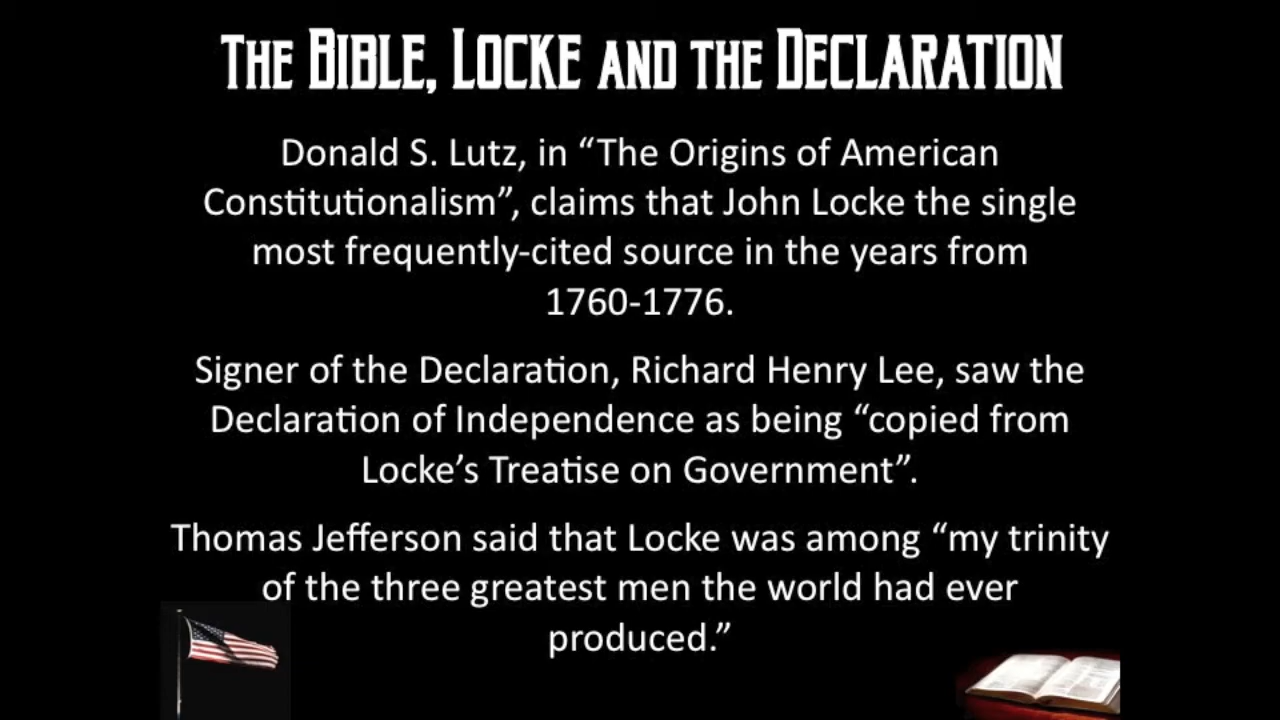 THE BIBLE, LOCKE AND THE DECLARATION
Donald S. Lutz, in “The Origins of American
Constitutionalism”, claims that John Locke the single
most frequently-cited source in the years from
1760-1776.
Signer of the Declaration, Richard Henry Lee, saw the
Declaration of Independence as being “copied from
Locke’s Treatise on Government”.
Thomas Jefferson said that Locke was among “my trinity
of the three greatest men the world had ever
produced.”